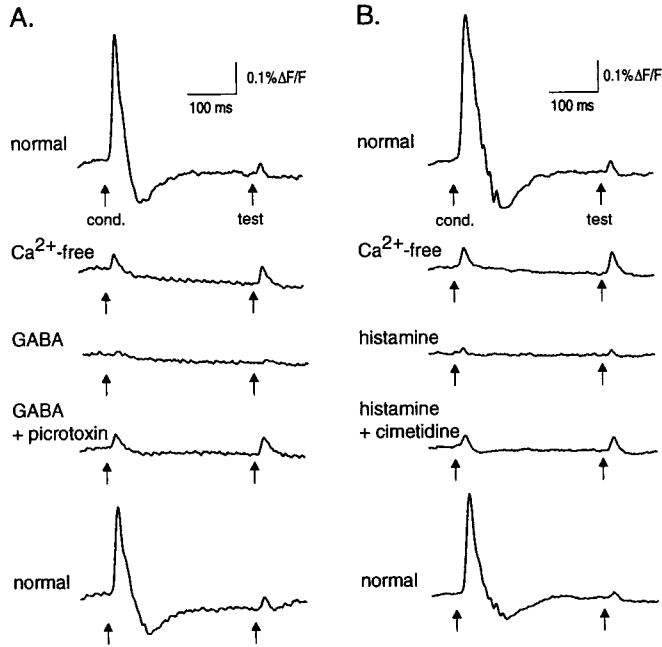 A.
0.1%ΔF/F
100 ms
normal
cond.
test
Ca2+-free
GABA
GABA
+ picrotoxin
normal
B.
0.1%ΔF/F
100 ms
normal
cond.
test
Ca2+-free
histamine
histamine
+ cimetidine
normal